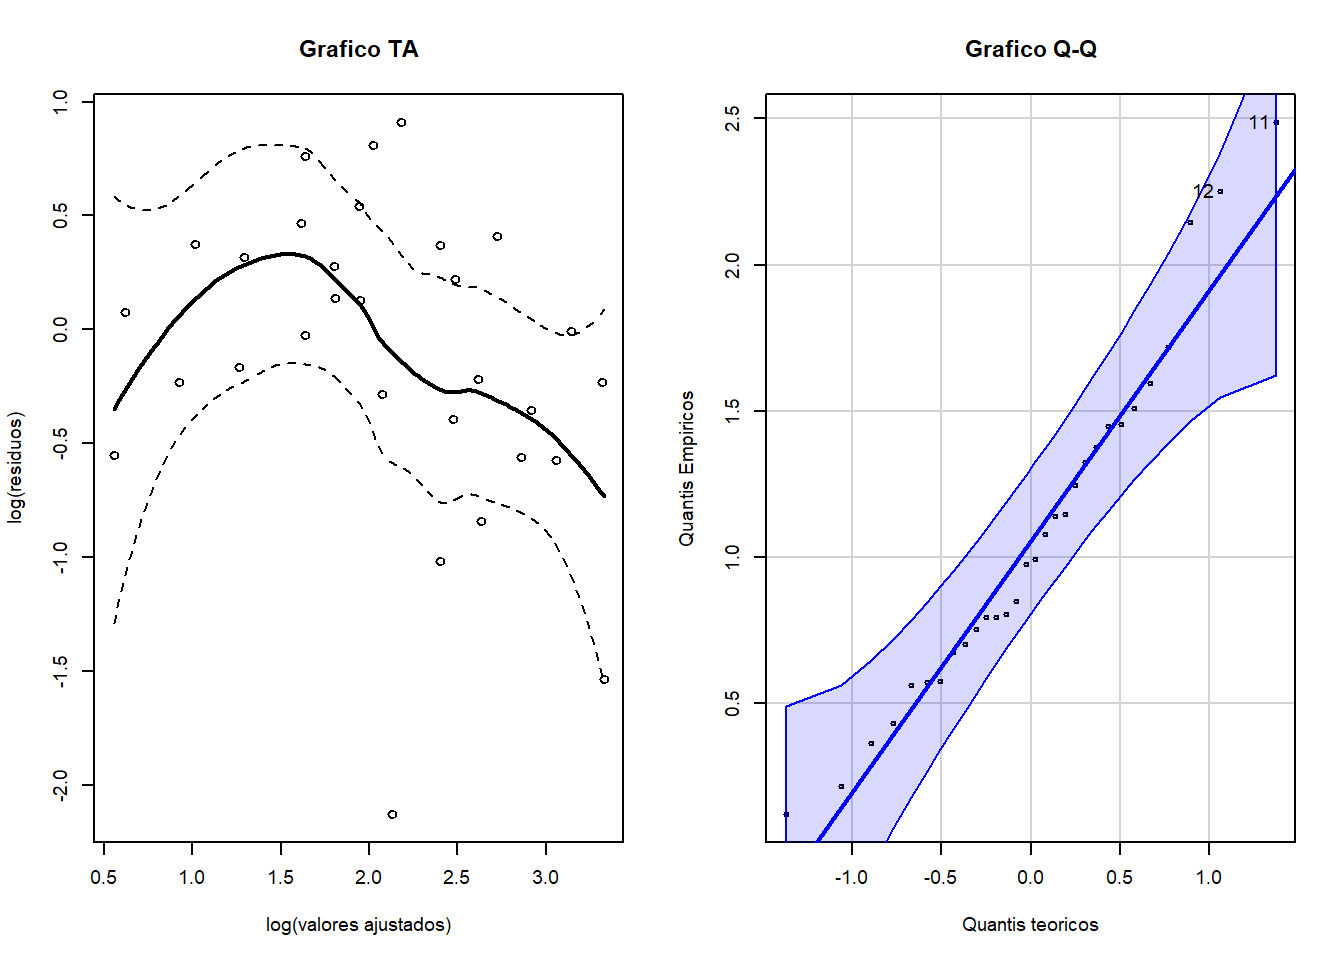 Grafico TA
log(residuos)
1.0
0.5
0.0
-0.5
-1.0
-1.5
-2.0
0.5 1.0 1.5 2.0 2.5 3.0
log(valores ajustados)
Grafico Q-Q
Quantis Empiricos
2.5
2.0
1.5
1.0
0.5
11
12
-1.0 -0.5 0.0 0.5 1.0
Quantis teoricos